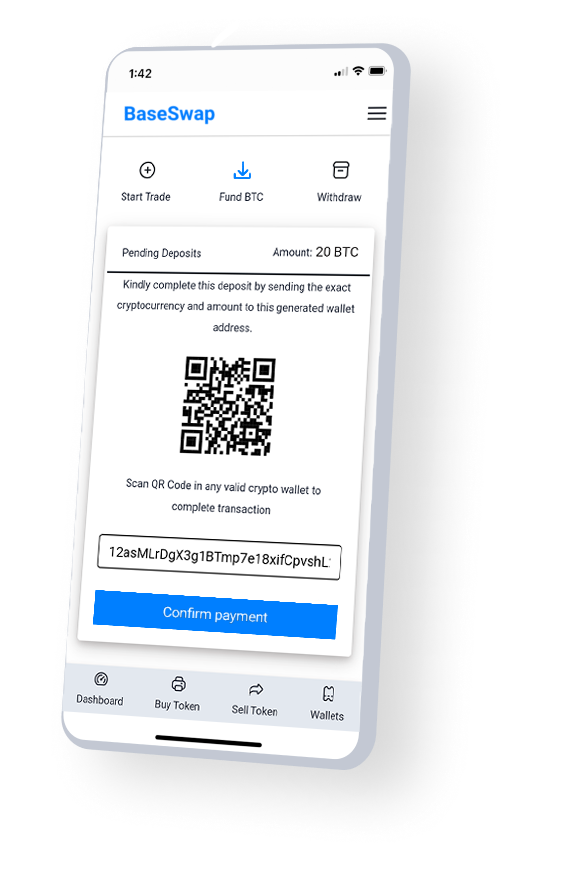 1:42
BaseSwap
Start Trade
Fund BTC
Withdraw
Pending Deposits
Amount: 20 BTC
Kindly complete this deposit by sending the exact
cryptocurrency and amount to this generated wallet
address.
Scan QR Code in any valid crypto wallet to
complete transaction
12asMLrDgX3g1BTmp7e18xifCpvshL
Confirm payment
Dashboard
Buy Token
Sell Token
Wallets